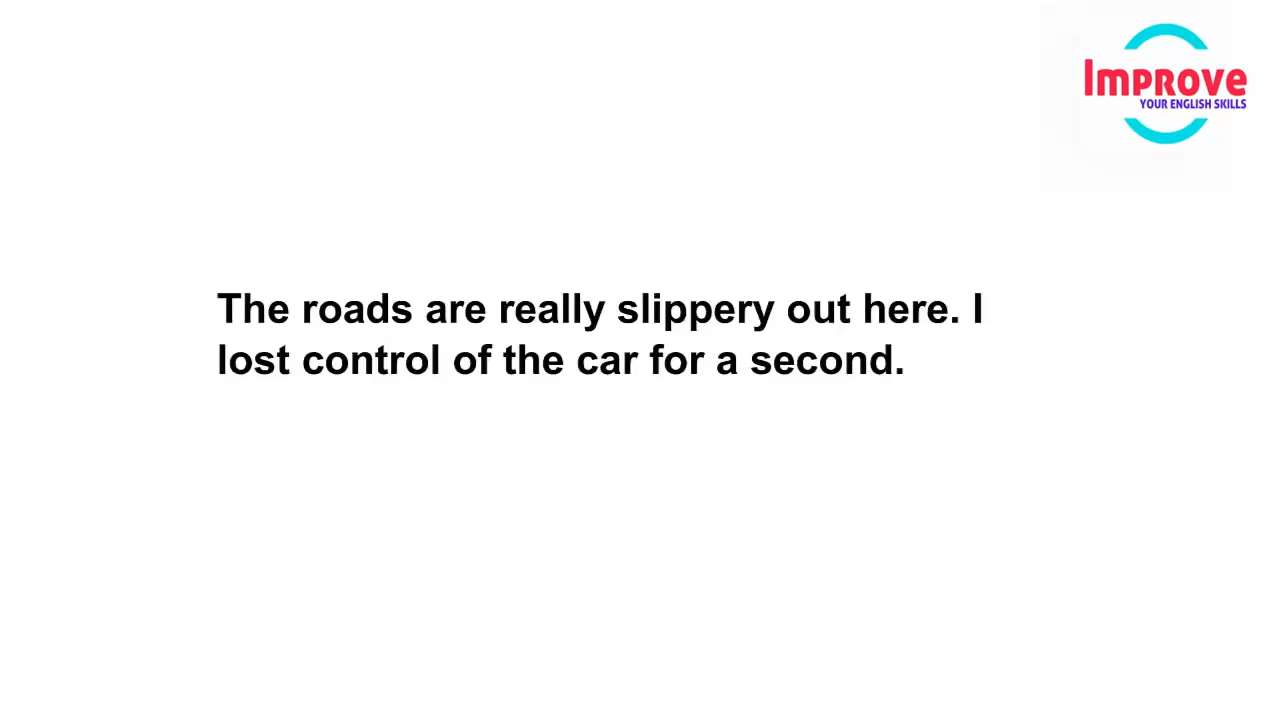 Improve
YOUR ENGLISH SKILLS
The roads are really slippery out here. I
lost control of the car for a second.